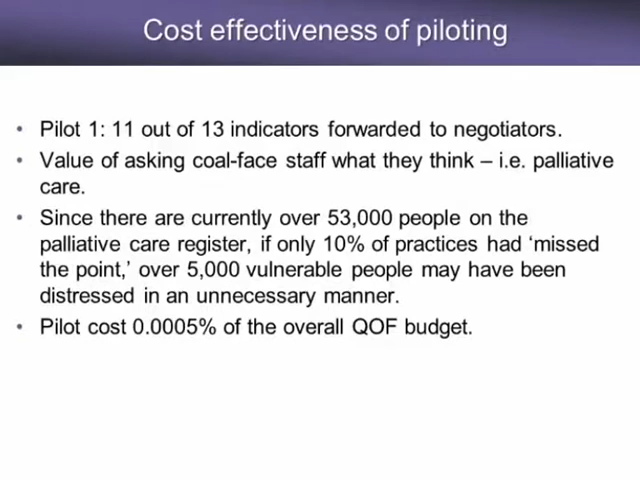 Cost effectiveness of piloting
• Pilot 1: 11 out of 13 indicators forwarded to negotiators.
• Value of asking coal-face staff what they think – i.e. palliative
care.
• Since there are currently over 53,000 people on the
palliative care register, if only 10% of practices had ‘missed
the point,’ over 5,000 vulnerable people may have been
distressed in an unnecessary manner.
• Pilot cost 0.0005% of the overall QOF budget.